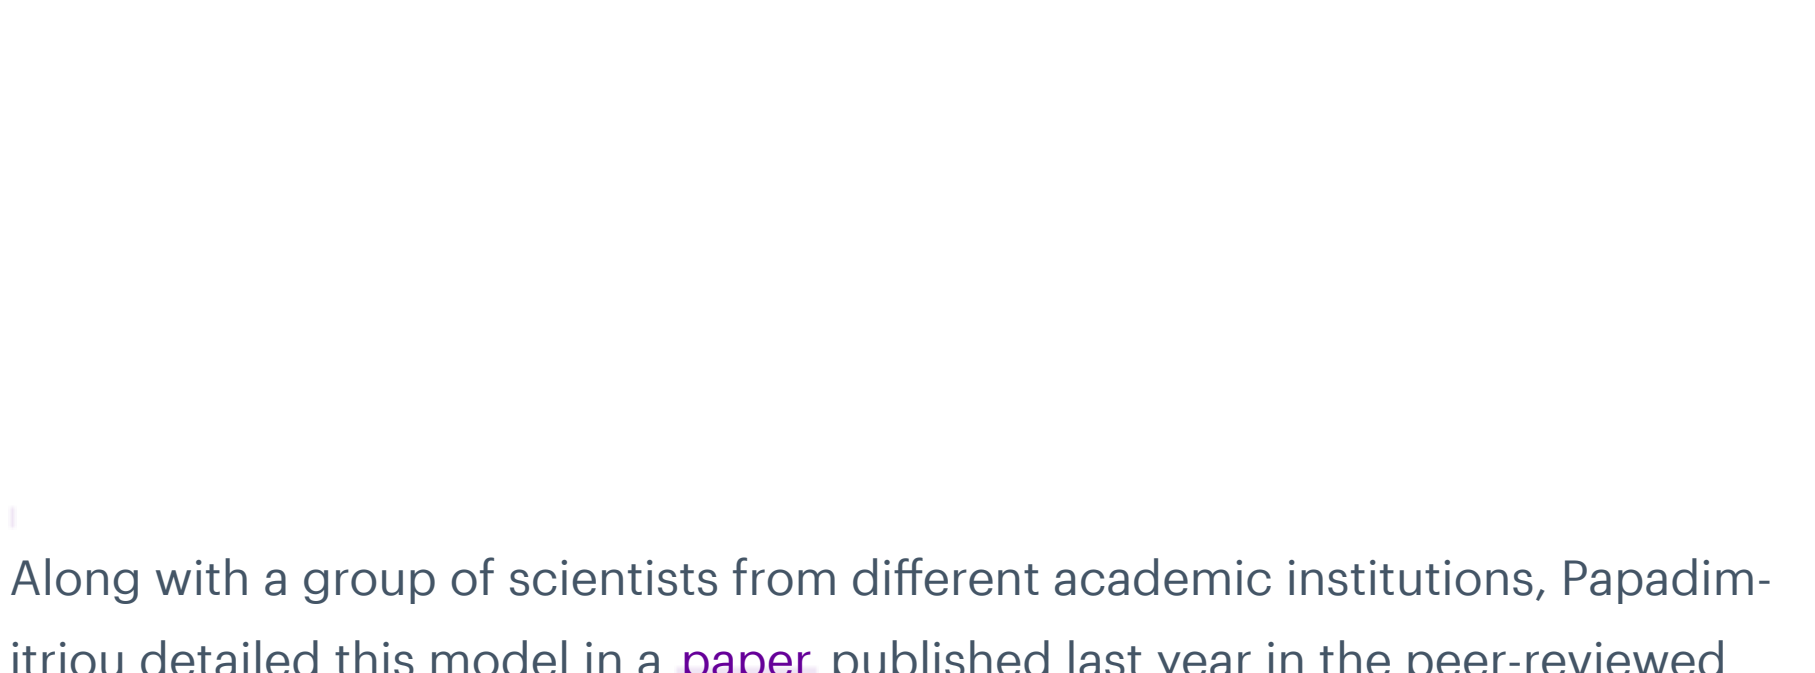 Along with a group of scientists from different academic institutions, Papadim-
itriou detailed this model in a paper published last year in the peer-reviewed